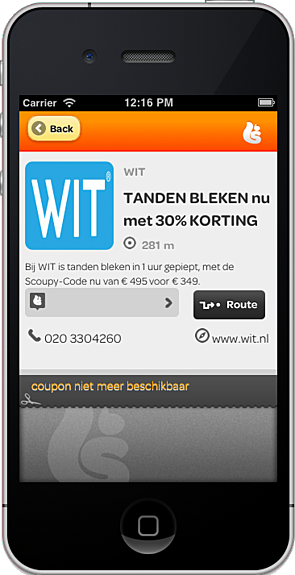 Carrier 12:16 PM
Back
WIT
WIT®
TANDEN BLEKEN nu
met 30% KORTING
281 m
Bij WIT is tanden bleken in 1 uur gepiept, met de
Scoupy-Code nu van € 495 voor € 349.
Route
020 3304260 www.wit.nl
coupon niet meer beschikbaar